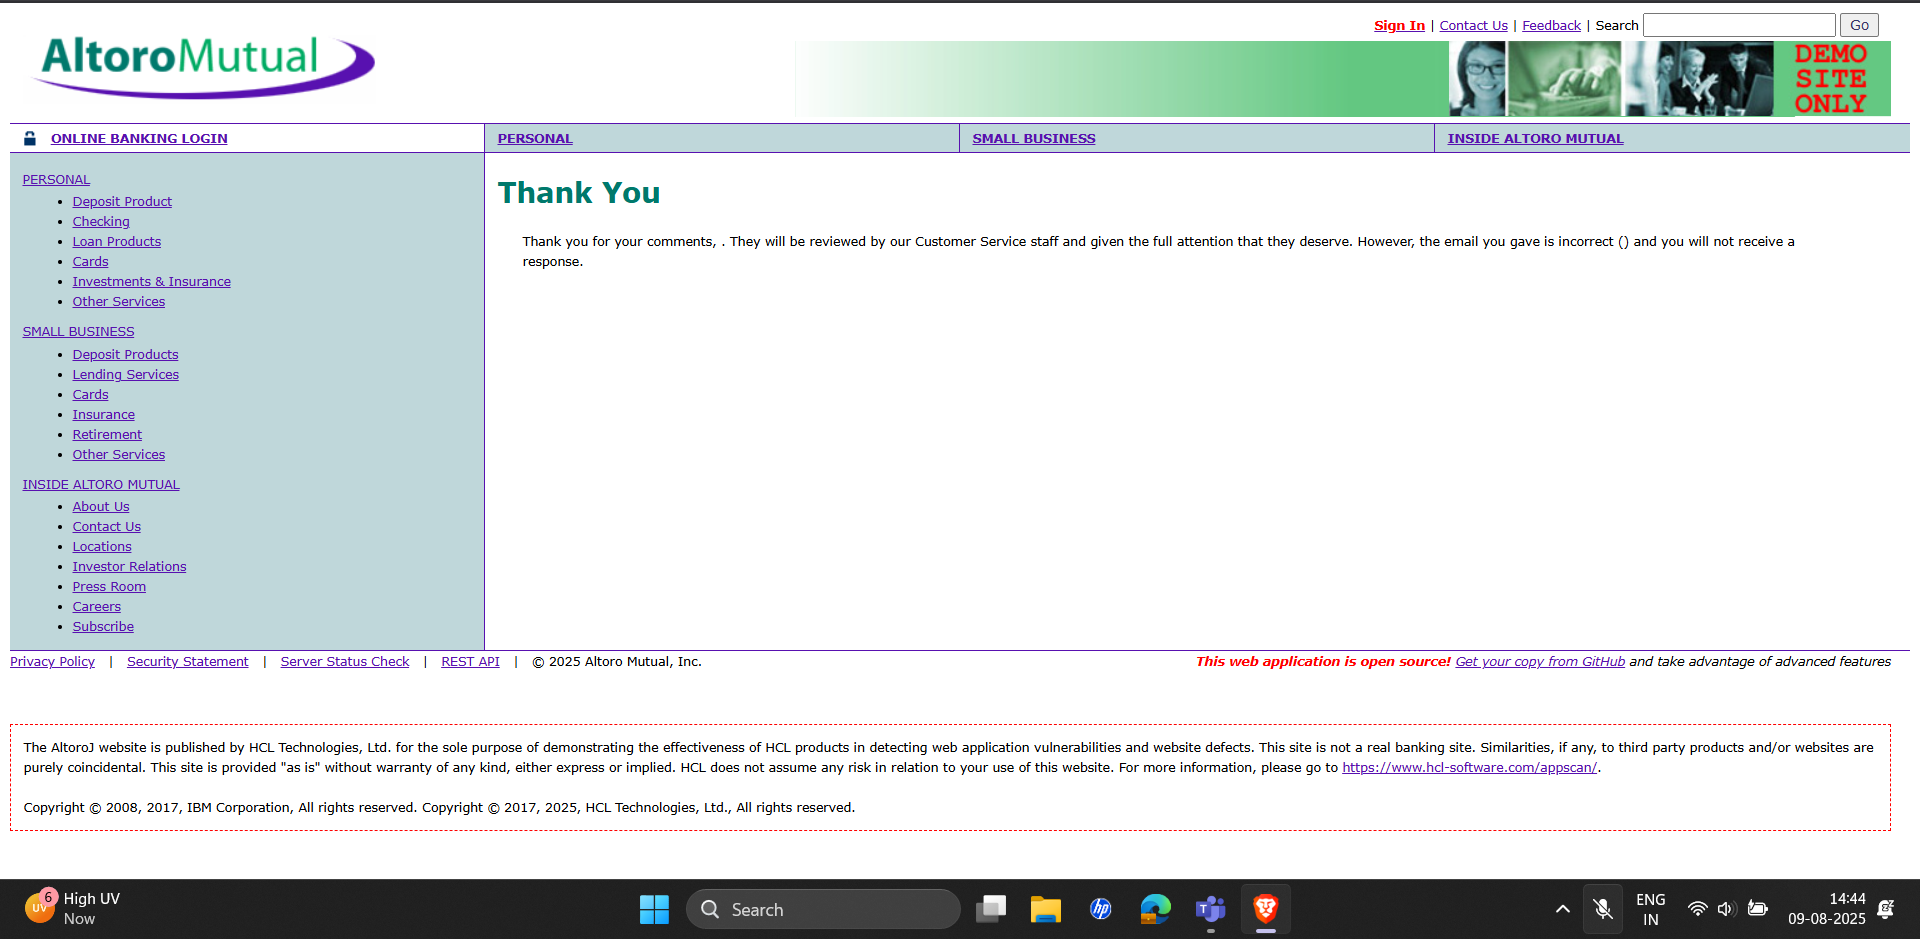 Sign In | Contact Us | Feedback | Search Go
AltoroMutual
DEMO
SITE
ONLY
ONLINE BANKING LOGIN
PERSONAL
SMALL BUSINESS
INSIDE ALTORO MUTUAL
PERSONAL
• Deposit Product
• Checking
• Loan Products
• Cards
• Investments & Insurance
• Other Services
SMALL BUSINESS
• Deposit Products
• Lending Services
• Cards
• Insurance
• Retirement
• Other Services
INSIDE ALTORO MUTUAL
• About Us
• Contact Us
• Locations
• Investor Relations
• Press Room
• Careers
• Subscribe
Thank You
Thank you for your comments, . They will be reviewed by our Customer Service staff and given the full attention that they deserve. However, the email you gave is incorrect () and you will not receive a
response.
Privacy Policy | Security Statement | Server Status Check | REST API | © 2025 Altoro Mutual, Inc.
This web application is open source! Get your copy from GitHub and take advantage of advanced features
The AltoroJ website is published by HCL Technologies, Ltd. for the sole purpose of demonstrating the effectiveness of HCL products in detecting web application vulnerabilities and website defects. This site is not a real banking site. Similarities, if any, to third party products and/or websites are
purely coincidental. This site is provided "as is" without warranty of any kind, either express or implied. HCL does not assume any risk in relation to your use of this website. For more information, please go to https://www.hcl-software.com/appscan/.
Copyright © 2008, 2017, IBM Corporation, All rights reserved. Copyright © 2017, 2025, HCL Technologies, Ltd., All rights reserved.
UV 6
High UV
Now
Search
hp
T
ENG
IN
14:44
09-08-2025